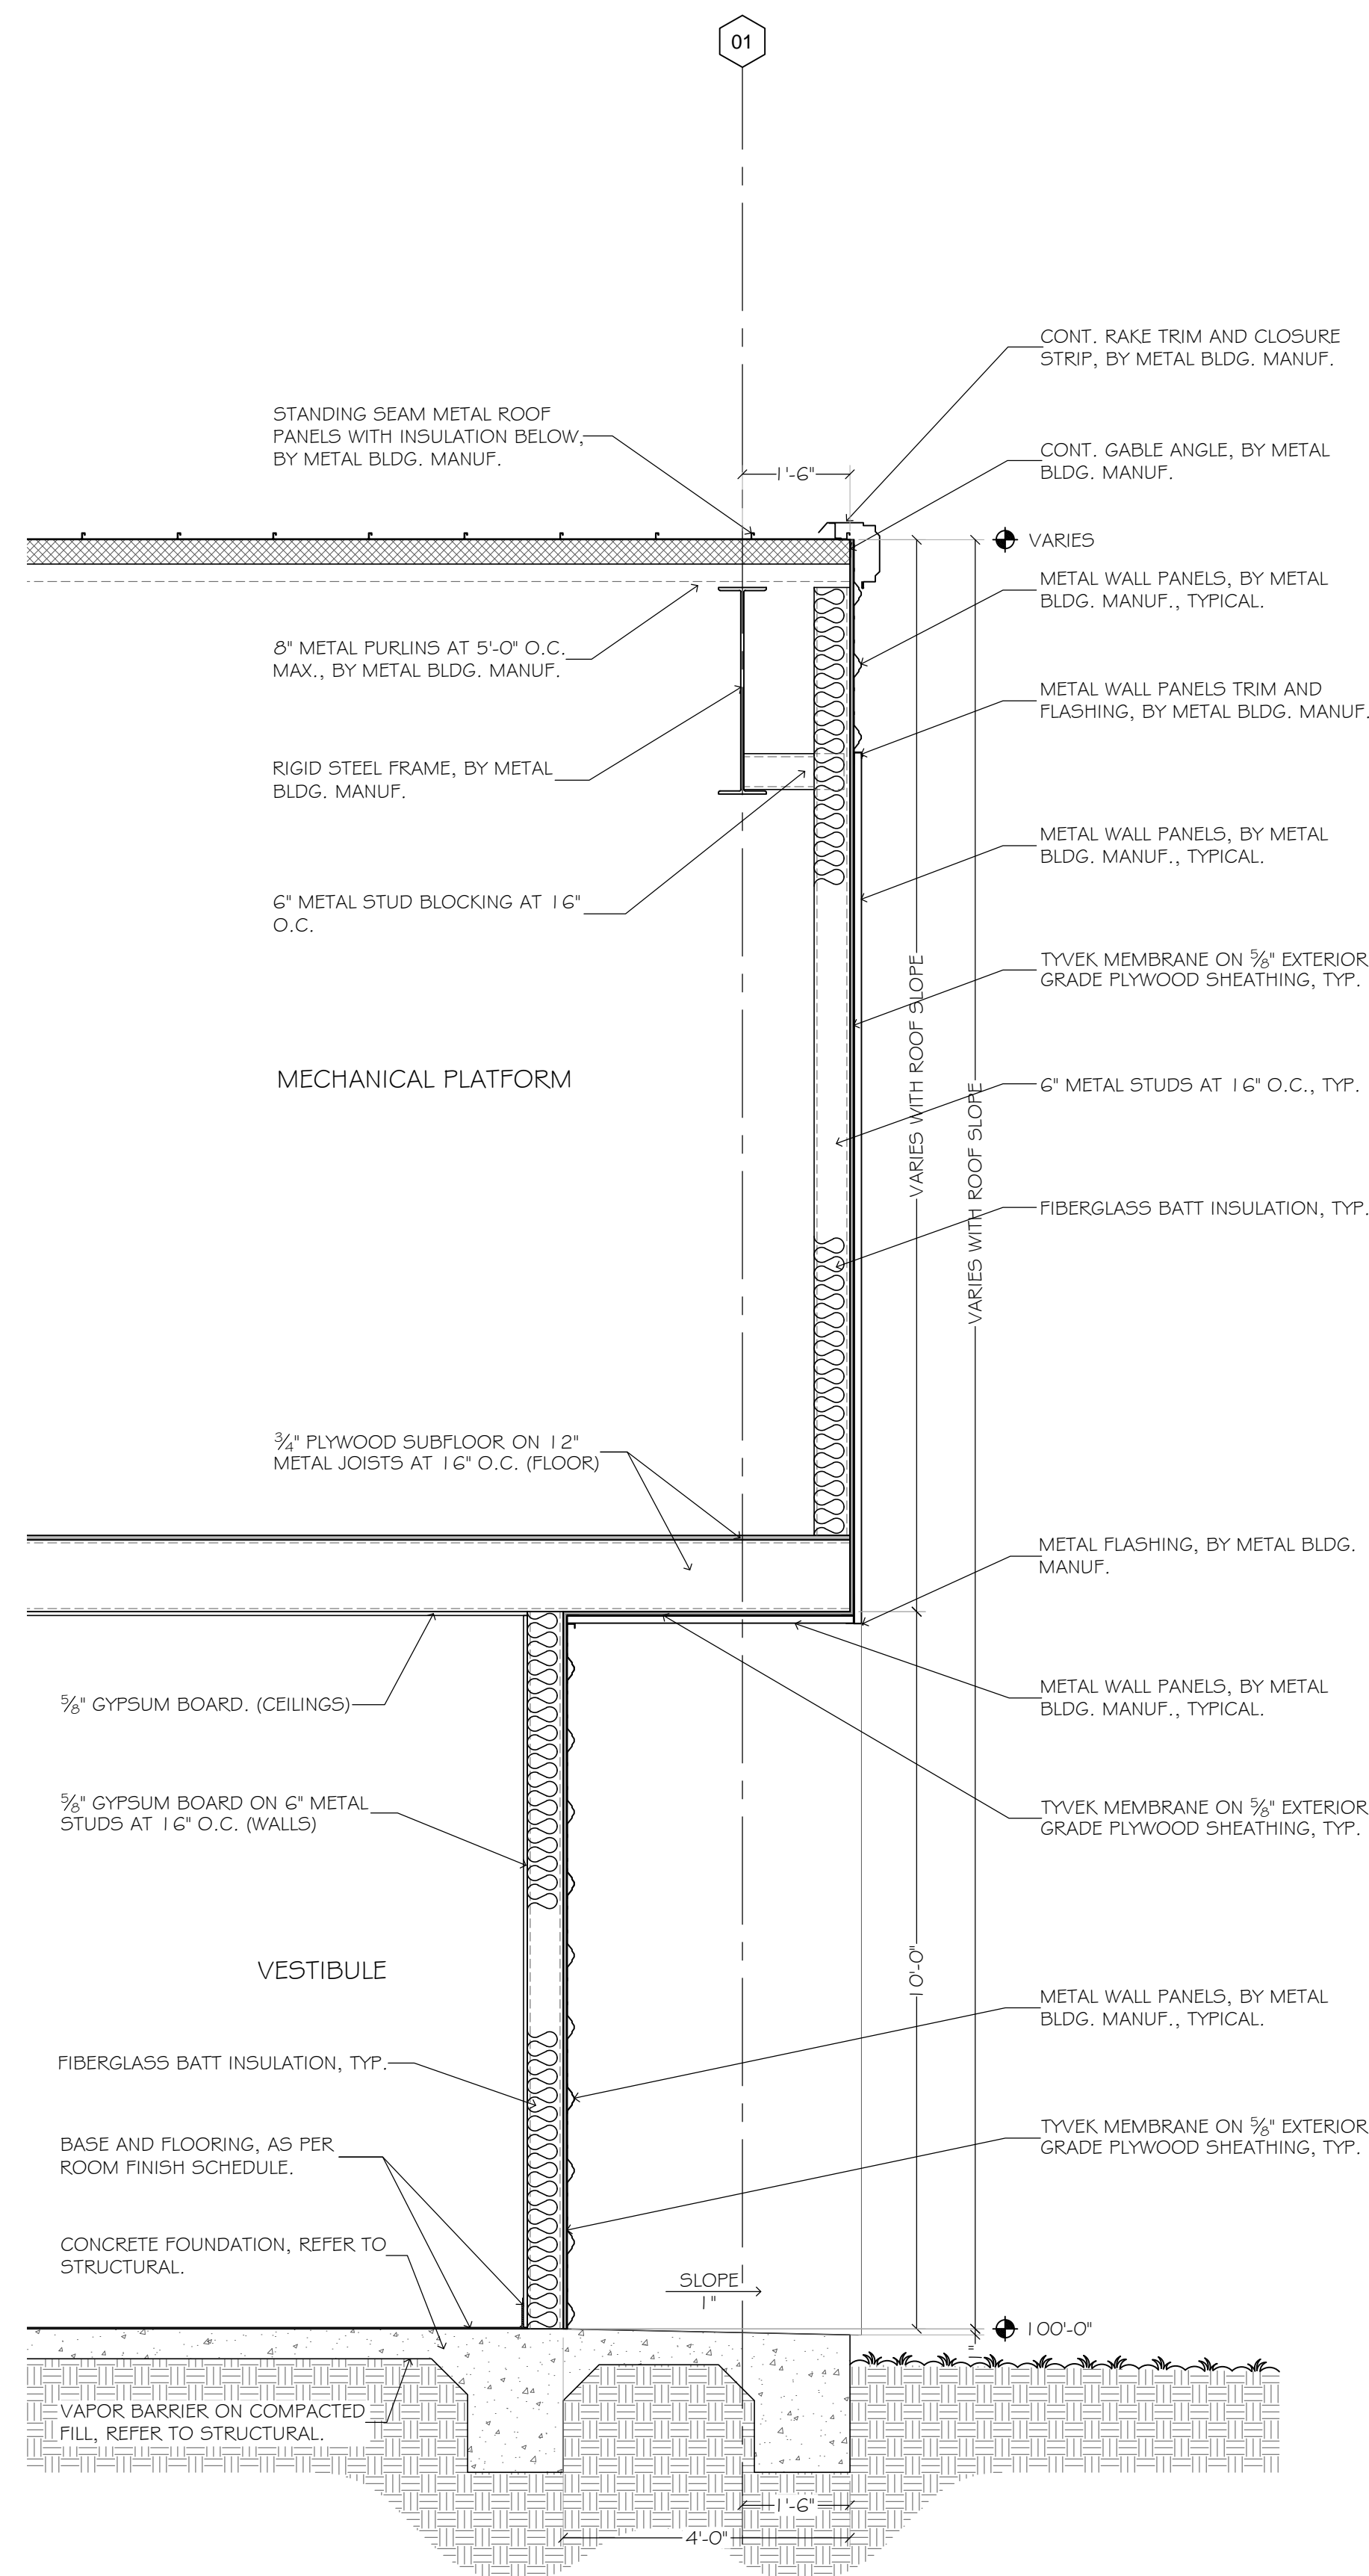 01
CONT. RAKE TRIM AND CLOSURE
STRIP, BY METAL BLDG. MANUF.
STANDING SEAM METAL ROOF
PANELS WITH INSULATION BELOW,
BY METAL BLDG. MANUF.
CONT. GABLE ANGLE, BY METAL
BLDG. MANUF.
1'-6"
VARIES
METAL WALL PANELS, BY METAL
BLDG. MANUF., TYPICAL.
8" METAL PURLINS AT 5'-0" O.C.
MAX., BY METAL BLDG. MANUF.
METAL WALL PANELS TRIM AND
FLASHING, BY METAL BLDG. MANUF.
RIGID STEEL FRAME, BY METAL
BLDG. MANUF.
METAL WALL PANELS, BY METAL
BLDG. MANUF., TYPICAL.
6" METAL STUD BLOCKING AT 16"
O.C.
TYVEK MEMBRANE ON 5/8" EXTERIOR
GRADE PLYWOOD SHEATHING, TYP.
VARIES WITH ROOF SLOPE
VARIES WITH ROOF SLOPE
MECHANICAL PLATFORM
6" METAL STUDS AT 16" O.C., TYP.
FIBERGLASS BATT INSULATION, TYP.
3/4" PLYWOOD SUBFLOOR ON 12"
METAL JOISTS AT 16" O.C. (FLOOR)
METAL FLASHING, BY METAL BLDG.
MANUF.
5/8" GYPSUM BOARD. (CEILINGS)
METAL WALL PANELS, BY METAL
BLDG. MANUF., TYPICAL.
5/8" GYPSUM BOARD ON 6" METAL
STUDS AT 16" O.C. (WALLS)
TYVEK MEMBRANE ON 5/8" EXTERIOR
GRADE PLYWOOD SHEATHING, TYP.
10'-0"
VESTIBULE
METAL WALL PANELS, BY METAL
BLDG. MANUF., TYPICAL.
FIBERGLASS BATT INSULATION, TYP.
TYVEK MEMBRANE ON 5/8" EXTERIOR
GRADE PLYWOOD SHEATHING, TYP.
BASE AND FLOORING, AS PER
ROOM FINISH SCHEDULE.
CONCRETE FOUNDATION, REFER TO
STRUCTURAL.
SLOPE
1"
100'-0"
1"
VAPOR BARRIER ON COMPACTED
FILL, REFER TO STRUCTURAL.
1'-6"
4'-0"